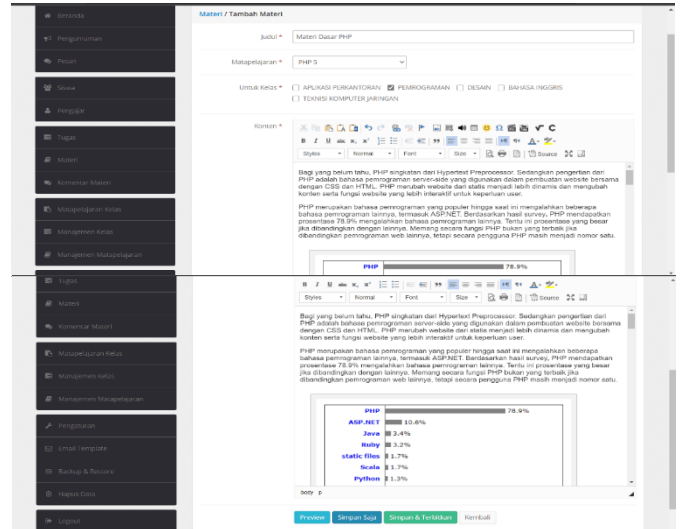 Beranda
Materi / Tambah Materi
Pengumuman
Judul * Materi Dasar PHP
Pesan
Matapelajaran * PHP 5
Siswa
Untuk Kelas * APLIKASI PERKANTORAN PEMROGRAMAN DESAIN BAHASA INGGRIS
TEKNISI KOMPUTER JARINGAN
Pengajar
Konten *
Tugas
Materi
Styles Normal Font Size Source
Komentar Materi
Bagi yang belum tahu, PHP singkatan dari Hypertext Preprocessor. Sedangkan pengertian dari
PHP adalah bahasa pemrograman server-side yang digunakan dalam pembuatan website bersama
dengan CSS dan HTML. PHP merubah website dari statis menjadi lebih dinamis dan mengubah
konten serta fungsi website yang lebih interaktif untuk keperluan user.
Matapelajaran Kelas
Manajemen Kelas
Manajemen Matapelajaran
PHP merupakan bahasa pemrograman yang populer hingga saat ini mengalahkan beberapa
bahasa pemrograman lainnya, termasuk ASP.NET. Berdasarkan hasil survey, PHP mendapatkan
prosentase 78.9% mengalahkan bahasa pemrograman lainnya. Tentu ini prosentase yang besar
jika dibandingkan dengan lainnya. Memang secara fungsi PHP bukan yang terbaik jika
dibandingkan pemrograman web lainnya, tetapi secara pengguna PHP masih menjadi nomor satu.
PHP 78.9%
Tugas
Materi
Komentar Materi
Matapelajaran Kelas
Manajemen Kelas
Manajemen Matapelajaran
Pengaturan
Email Template
Backup & Restore
Hapus Data
Logout
Styles Normal Font Size Source
Bagi yang belum tahu, PHP singkatan dari Hypertext Preprocessor. Sedangkan pengertian dari
PHP adalah bahasa pemrograman server-side yang digunakan dalam pembuatan website bersama
dengan CSS dan HTML. PHP merubah website dari statis menjadi lebih dinamis dan mengubah
konten serta fungsi website yang lebih interaktif untuk keperluan user.
PHP merupakan bahasa pemrograman yang populer hingga saat ini mengalahkan beberapa
bahasa pemrograman lainnya, termasuk ASP.NET. Berdasarkan hasil survey, PHP mendapatkan
prosentase 78.9% mengalahkan bahasa pemrograman lainnya. Tentu ini prosentase yang besar
jika dibandingkan dengan lainnya. Memang secara fungsi PHP bukan yang terbaik jika
dibandingkan pemrograman web lainnya, tetapi secara pengguna PHP masih menjadi nomor satu.
PHP 78.9%
ASP.NET 10.6%
Java 3.4%
Ruby 3.2%
static files 1.7%
Scala 1.7%
Python 1.3%
body p
Preview Simpan Saja Simpan & Terbitkan Kembali